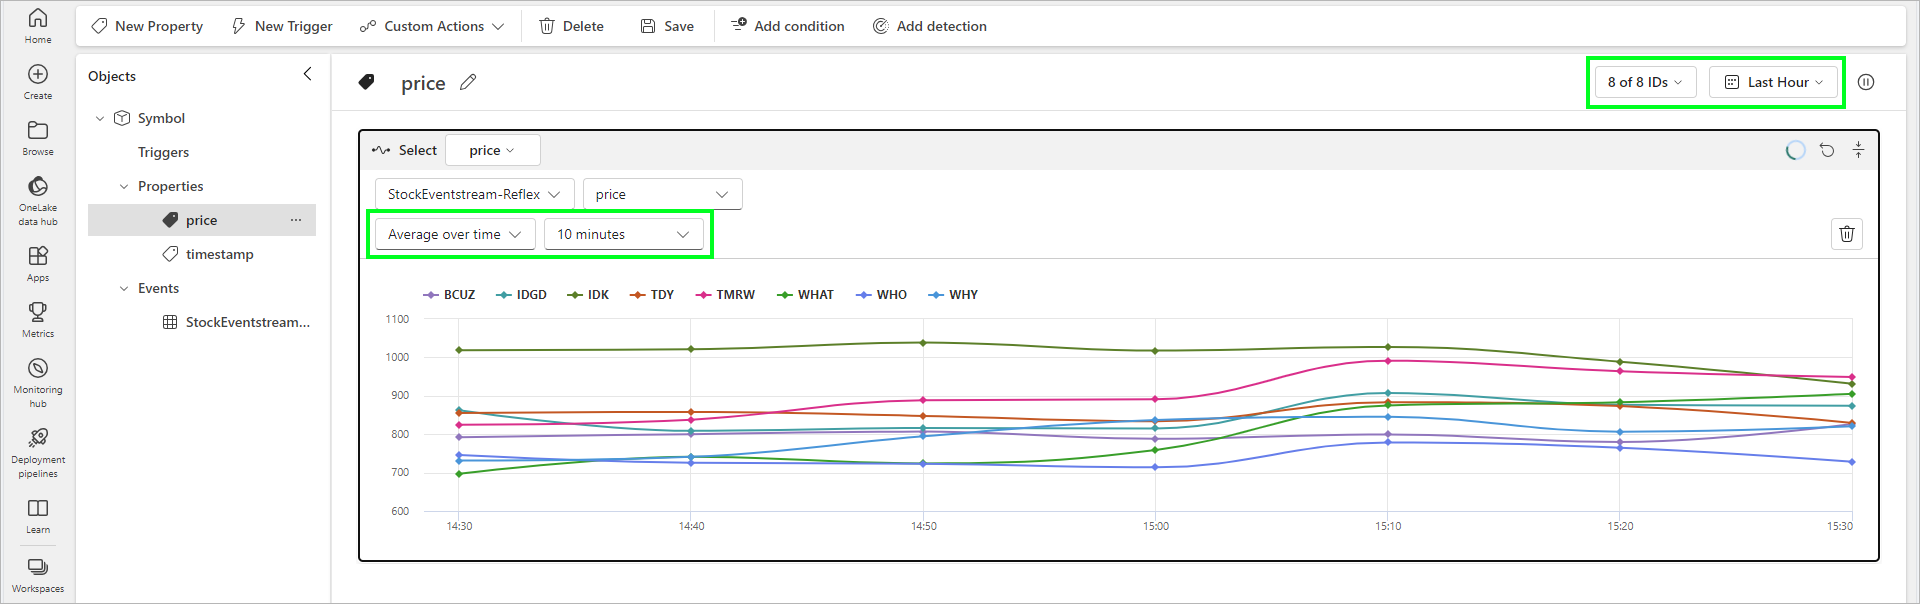 Home
Create
Browse
OneLake
data hub
Apps
Metrics
Monitoring
hub
Deployment
pipelines
Learn
Workspaces
New Property New Trigger Custom Actions Delete Save Add condition Add detection
Objects
Symbol
Triggers
Properties
price ...
timestamp
Events
StockEventstream...
price
8 of 8 IDs Last Hour
Select price
StockEventstream-Reflex price
Average over time 10 minutes
BCUZ IDGD IDK TDY TMRW WHAT WHO WHY
1100
1000
900
800
700
600
14:30 14:40 14:50 15:00 15:10 15:20 15:30